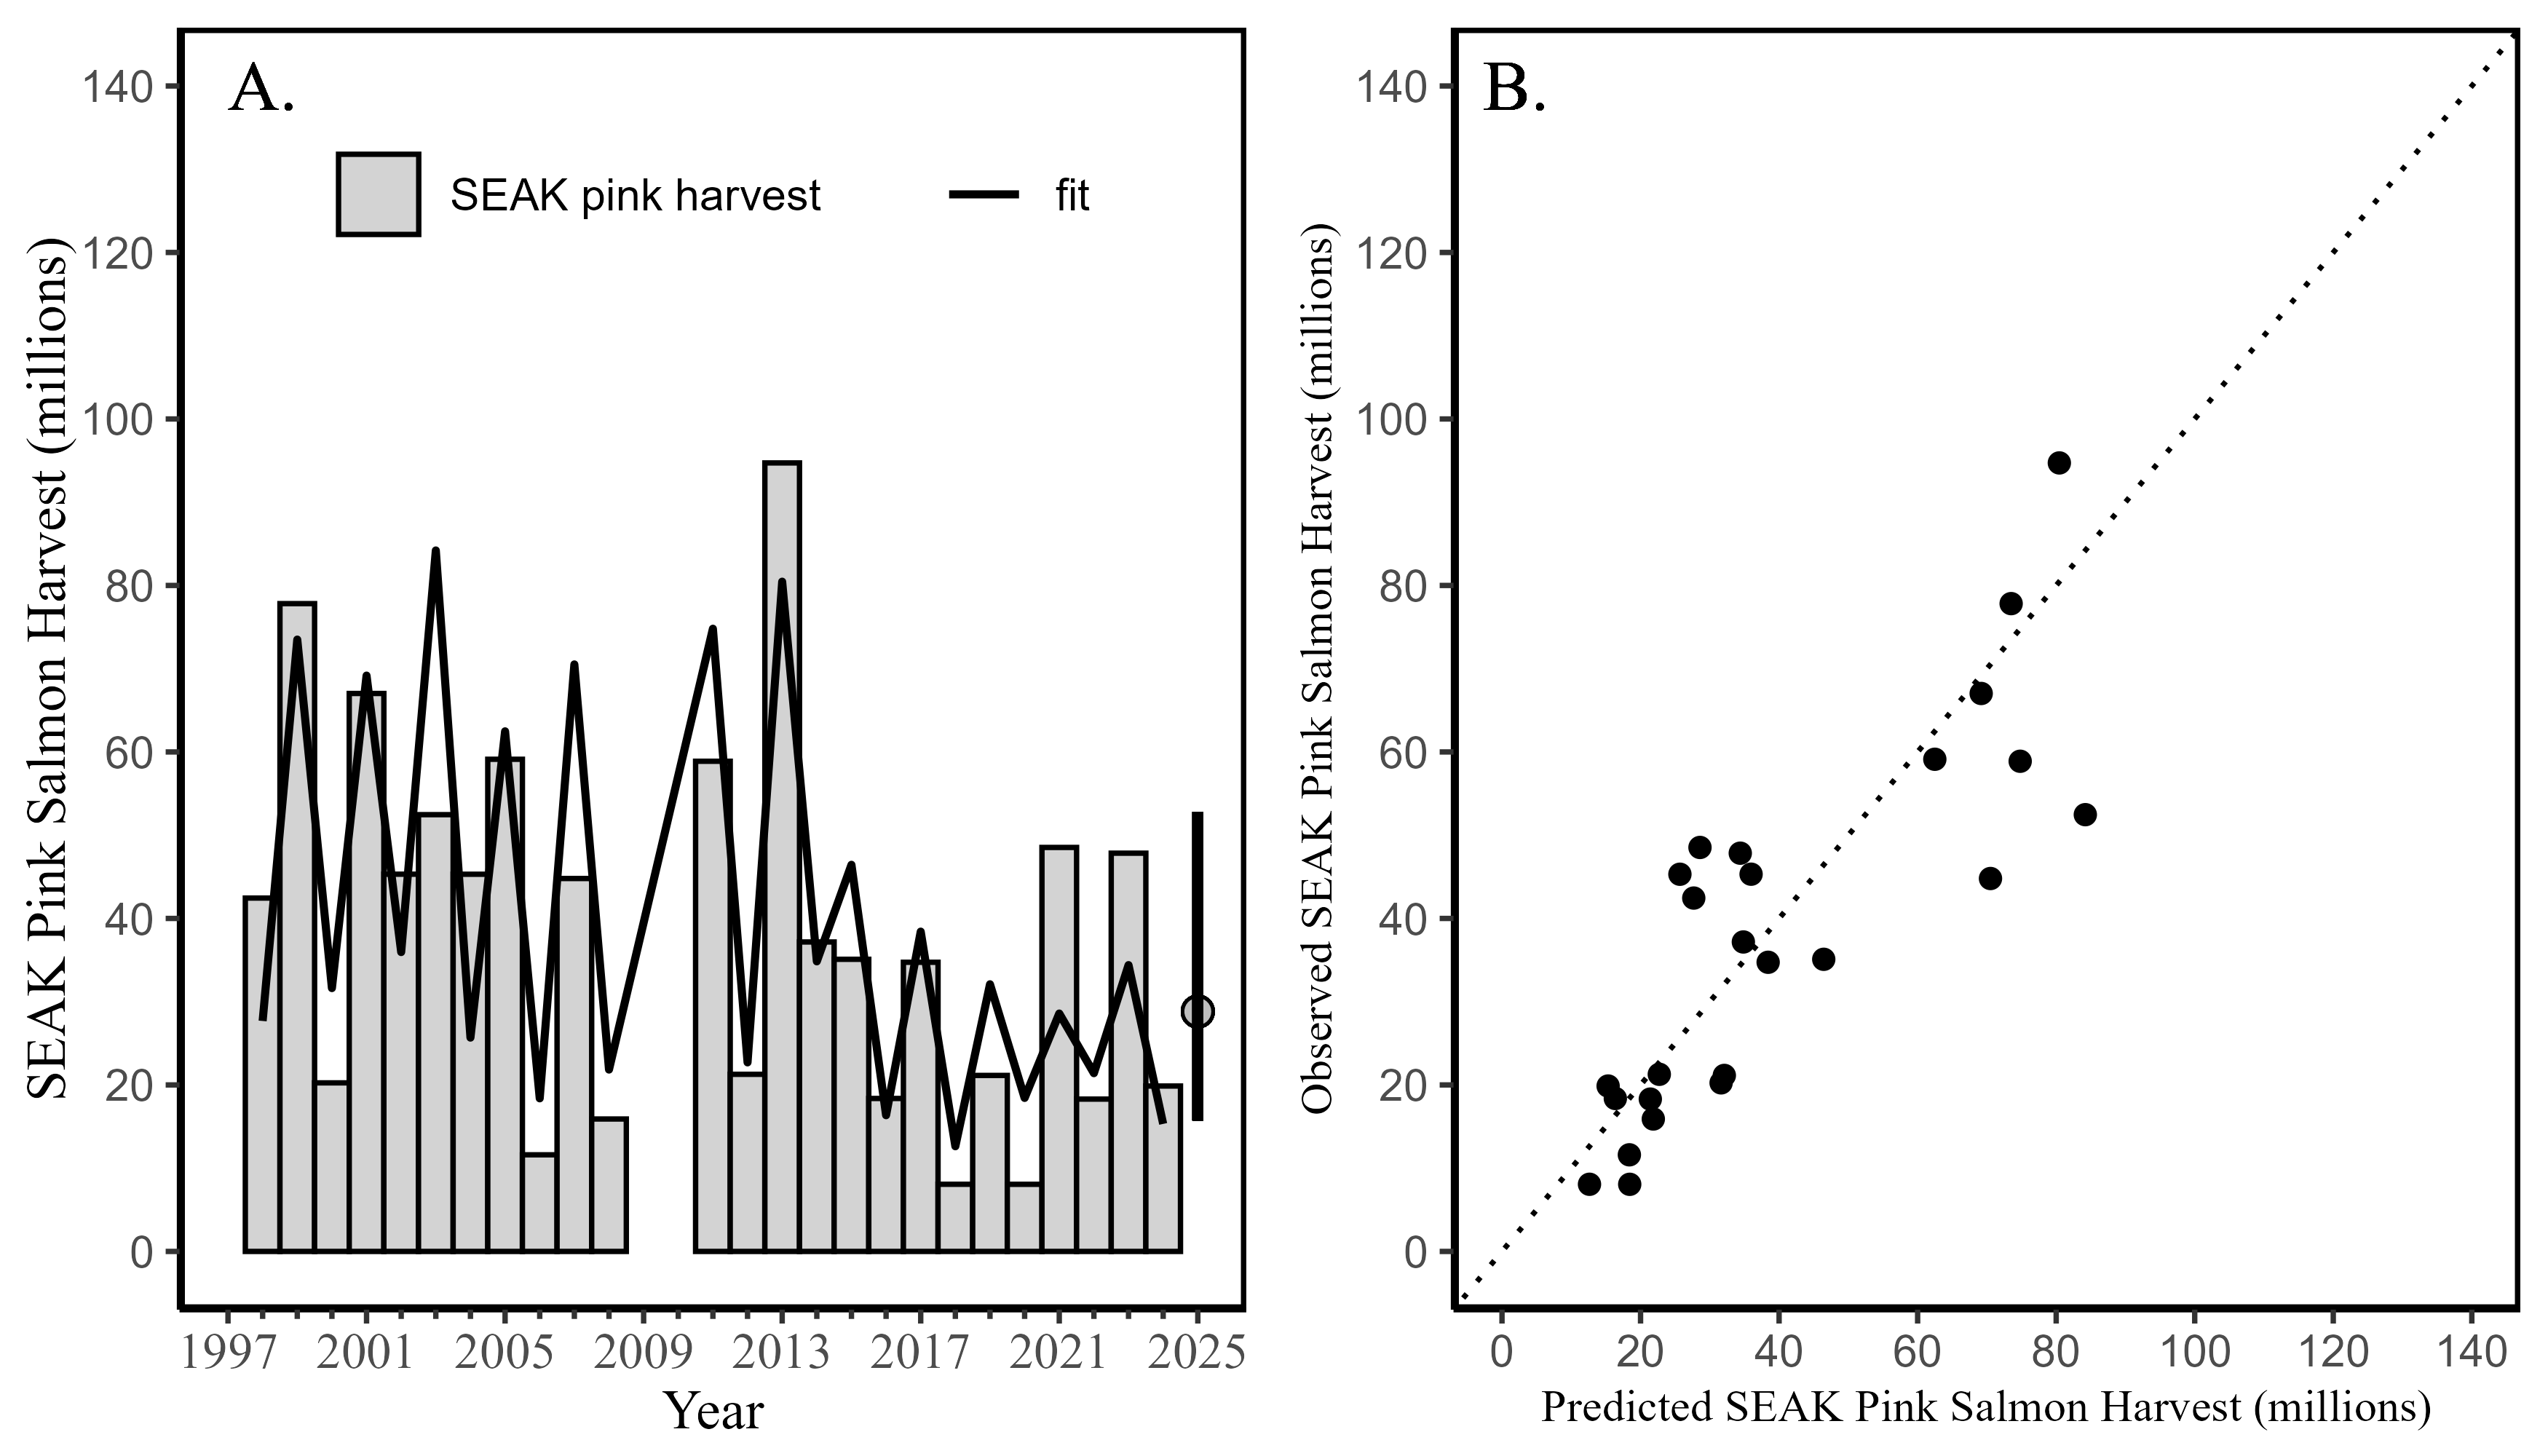 A.
SEAK pink harvest
fit
SEAK Pink Salmon Harvest (millions)
140
120
100
80
60
40
20
0
1997 2001 2005 2009 2013 2017 2021 2025
Year
B.
Observed SEAK Pink Salmon Harvest (millions)
140
120
100
80
60
40
20
0
0 20 40 60 80 100 120 140
Predicted SEAK Pink Salmon Harvest (millions)